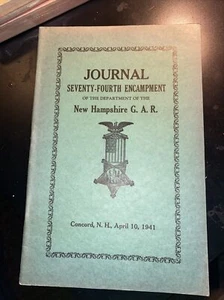 JOURNAL
SEVENTY-FOURTH ENCAMPMENT
OF THE DEPARTMENT OF THE
New Hampshire G. A. R.
Concord, N. H., April 10, 1941